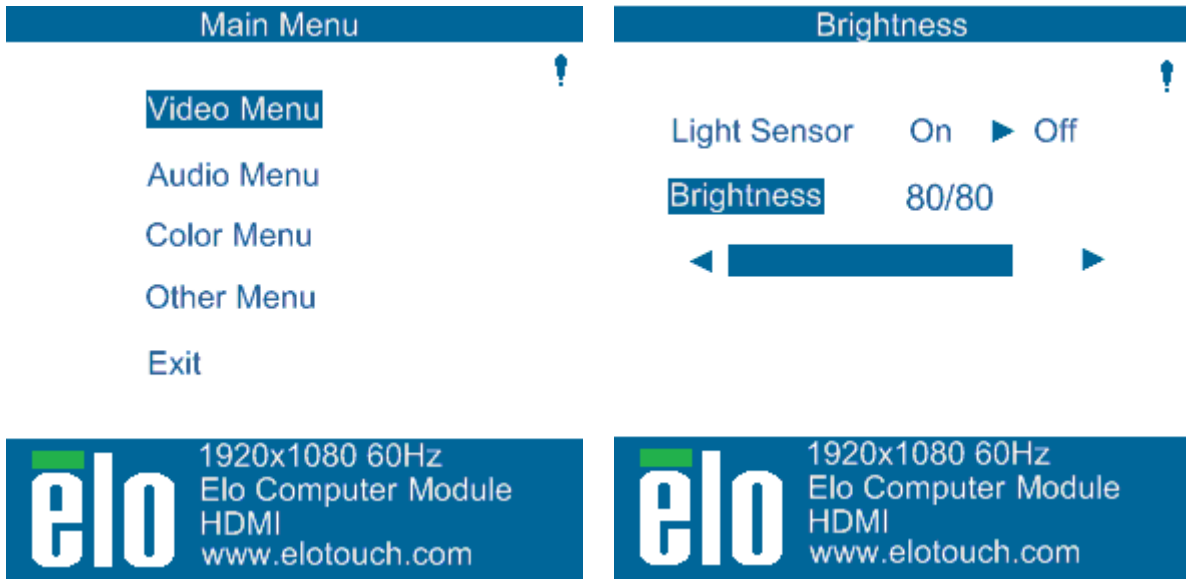 Main Menu
Video Menu
Audio Menu
Color Menu
Other Menu
Exit
elo
1920x1080 60Hz
Elo Computer Module
HDMI
www.elotouch.com
Brightness
Light Sensor On ▶ Off
Brightness 80/80
elo
1920x1080 60Hz
Elo Computer Module
HDMI
www.elotouch.com